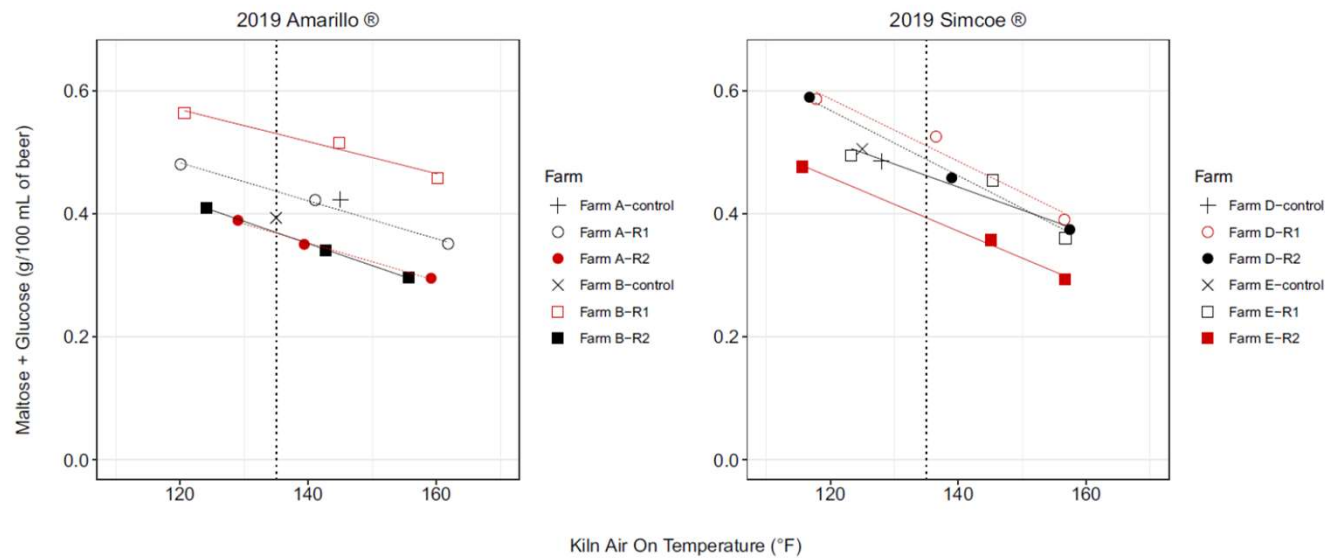 2019 Amarillo ®
2019 Simcoe ®
Maltose + Glucose (g/100 mL of beer)
0.6
0.4
0.2
0.0
120
140
160
Farm
Farm A−control
Farm A−R1
Farm A−R2
Farm B−control
Farm B−R1
Farm B−R2
0.6
0.4
0.2
0.0
120
140
160
Farm
Farm D−control
Farm D−R1
Farm D−R2
Farm E−control
Farm E−R1
Farm E−R2
Kiln Air On Temperature (°F)